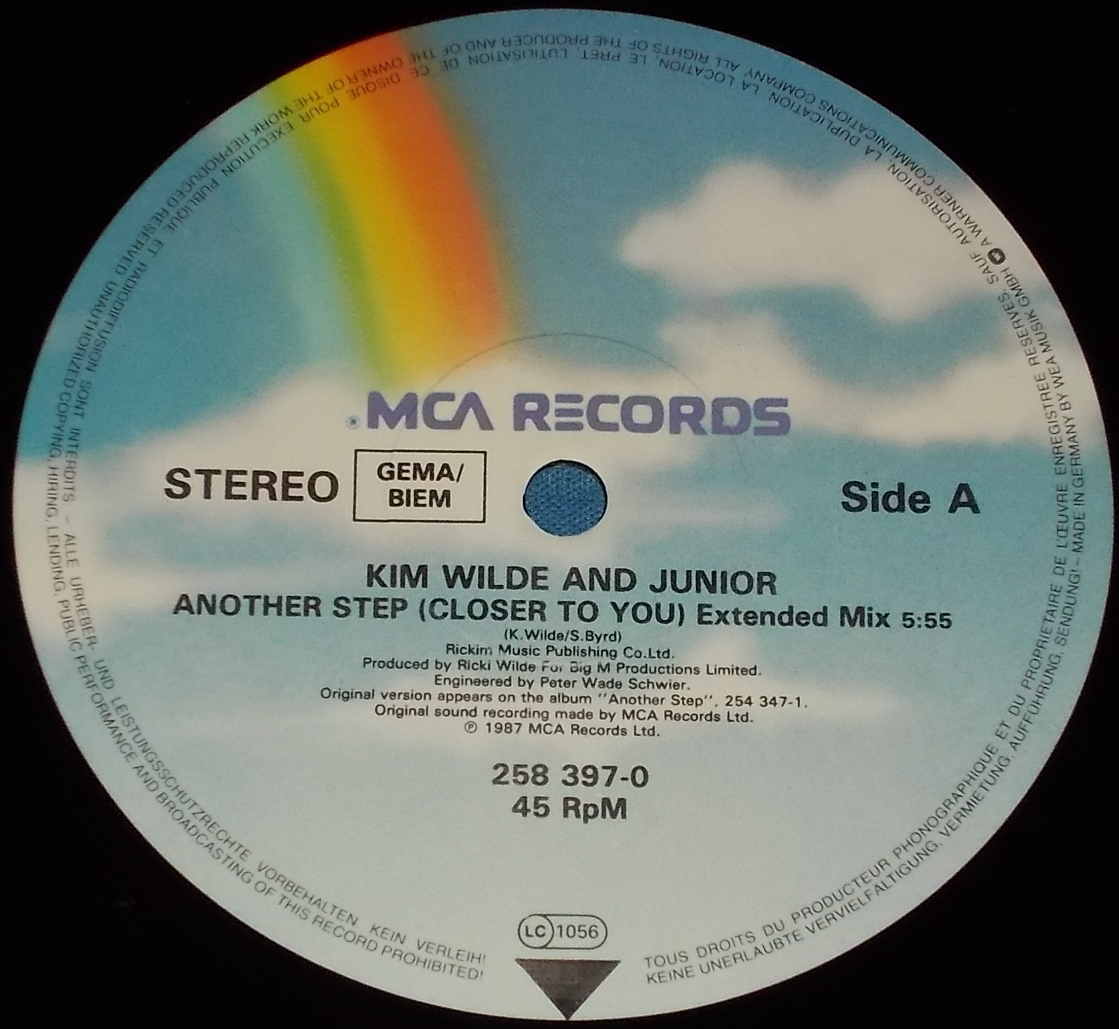 ® MCA RECORDS
STEREO
GEMA/
BIEM
Side A
KIM WILDE AND JUNIOR
ANOTHER STEP (CLOSER TO YOU) Extended Mix 5:55
(K.Wilde/S.Byrd)
Rickim Music Publishing Co.Ltd.
Produced by Ricki Wilde For Big M Productions Limited.
Engineered by Peter Wade Schwier.
Original version appears on the album "Another Step", 254 347-1.
Original sound recording made by MCA Records Ltd.
℗ 1987 MCA Records Ltd.
258 397-0
45 RpM
LC 1056
TOUS DROITS DU PRODUCTEUR PHONOGRAPHIQUE ET DU PROPRIETAIRE DE L'ŒUVRE ENREGISTREE RESERVES. SAUF AUTORISATION, LA DUPLICATION, LA LOCATION, LE PRET, L'UTILISATION DE CE DISQUE POUR EXECUTION PUBLIQUE ET RADIODIFFUSION SONT INTERDITS. – ALLE URHEBER- UND LEISTUNGSSCHUTZRECHTE VORBEHALTEN. KEIN VERLEIH!
KEINE UNERLAUBTE VERVIELFÄLTIGUNG, VERMIETUNG, AUFFÜHRUNG, SENDUNG! – MADE IN GERMANY BY WEA MUSIK GMBH A WARNER COMMUNICATIONS COMPANY ALL RIGHTS OF THE PRODUCER AND OF THE OWNER OF THE WORK REPRODUCED RESERVED UNAUTHORIZED COPYING, HIRING, LENDING, PUBLIC PERFORMANCE AND BROADCASTING OF THIS RECORD PROHIBITED!